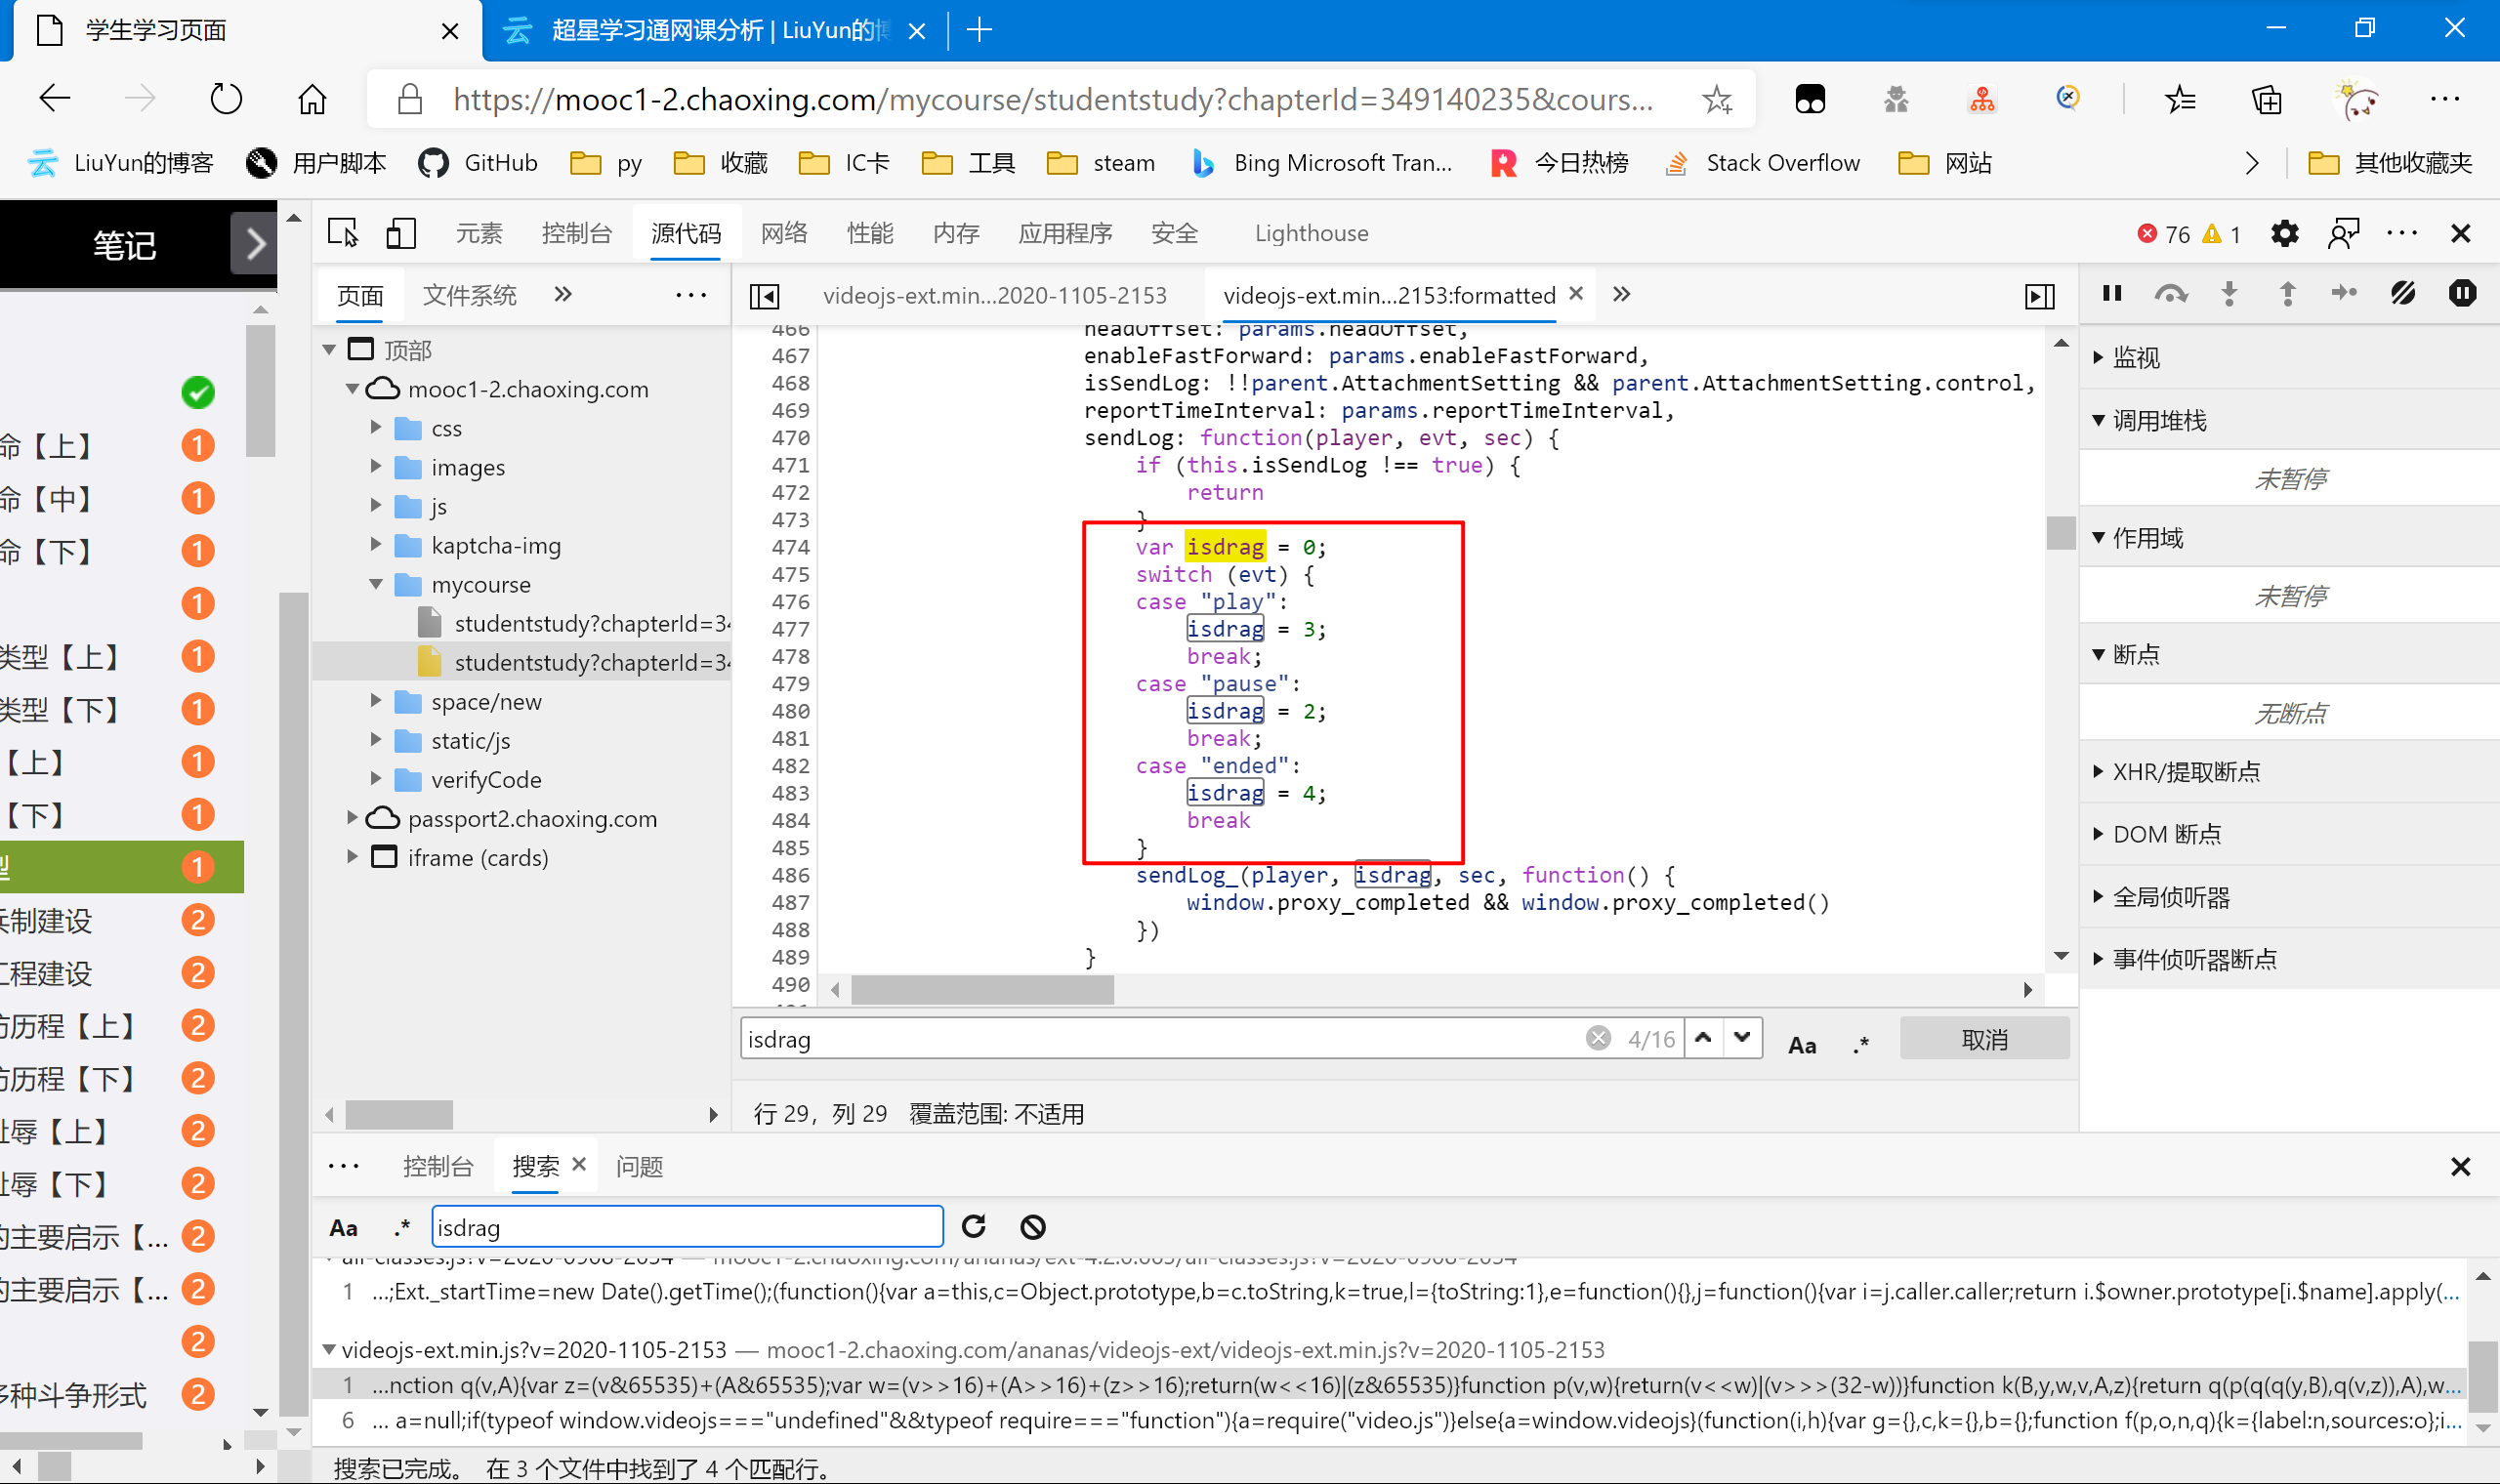 学生学习页面
超星学习通网课分析 | LiuYun的博
https://mooc1-2.chaoxing.com/mycourse/studentstudy?chapterId=349140235&cours...
LiuYun的博客
用户脚本
GitHub
py
收藏
IC卡
工具
steam
Bing Microsoft Tran...
今日热榜
Stack Overflow
网站
其他收藏夹
笔记
命【上】 1
命【中】 1
命【下】 1
1
类型【上】 1
类型【下】 1
【上】 1
【下】 1
型 1
兵制建设 2
工程建设 2
历程【上】 2
历程【下】 2
耻辱【上】 2
耻辱【下】 2
的主要启示【... 2
的主要启示【... 2
2
多种斗争形式 2
元素 控制台 源代码 网络 性能 内存 应用程序 安全 Lighthouse
76 1
页面 文件系统
顶部
mooc1-2.chaoxing.com
css
images
js
kaptcha-img
mycourse
studentstudy?chapterId=34
studentstudy?chapterId=34
space/new
static/js
verifyCode
passport2.chaoxing.com
iframe (cards)
videojs-ext.min...2020-1105-2153
videojs-ext.min...2153:formatted
466 headOffset: params.headOffset,
467 enableFastForward: params.enableFastForward,
468 isSendLog: !!parent.AttachmentSetting && parent.AttachmentSetting.control,
469 reportTimeInterval: params.reportTimeInterval,
470 sendLog: function(player, evt, sec) {
471 if (this.isSendLog !== true) {
472 return
473 }
474 var isdrag = 0;
475 switch (evt) {
476 case "play":
477 isdrag = 3;
478 break;
479 case "pause":
480 isdrag = 2;
481 break;
482 case "ended":
483 isdrag = 4;
484 break
485 }
486 sendLog_(player, isdrag, sec, function() {
487 window.proxy_completed && window.proxy_completed()
488 })
489 }
490
isdrag 4/16 Aa .* 取消
行 29，列 29 覆盖范围: 不适用
监视
调用堆栈
未暂停
作用域
未暂停
断点
无断点
XHR/提取断点
DOM 断点
全局侦听器
事件侦听器断点
控制台 搜索 问题
Aa .* isdrag
all-classes.js?v=2020-0908-2034 — mooc1-2.chaoxing.com/ananas/ext-4.2.0.663/all-classes.js?v=2020-0908-2034
1 ...;Ext._startTime=new Date().getTime();(function(){var a=this,c=Object.prototype,b=c.toString,k=true,l={toString:1},e=function(){},j=function(){var i=j.caller.caller;return i.$owner.prototype[i.$name].apply(...
videojs-ext.min.js?v=2020-1105-2153 — mooc1-2.chaoxing.com/ananas/videojs-ext/videojs-ext.min.js?v=2020-1105-2153
1 ...nction q(v,A){var z=(v&65535)+(A&65535);var w=(v>>16)+(A>>16)+(z>>16);return(w<<16)|(z&65535)}function p(v,w){return(v<<w)|(v>>>(32-w))}function k(B,y,w,v,A,z){return q(p(q(q(y,B),q(v,z)),A),w...
6 ... a=null;if(typeof window.videojs==="undefined"&&typeof require==="function"){a=require("video.js")}else{a=window.videojs}(function(i,h){var g={},c,k={},b={};function f(p,o,n,q){k={label:n,sources:o};i...
搜索已完成。 在 3 个文件中找到了 4 个匹配行。